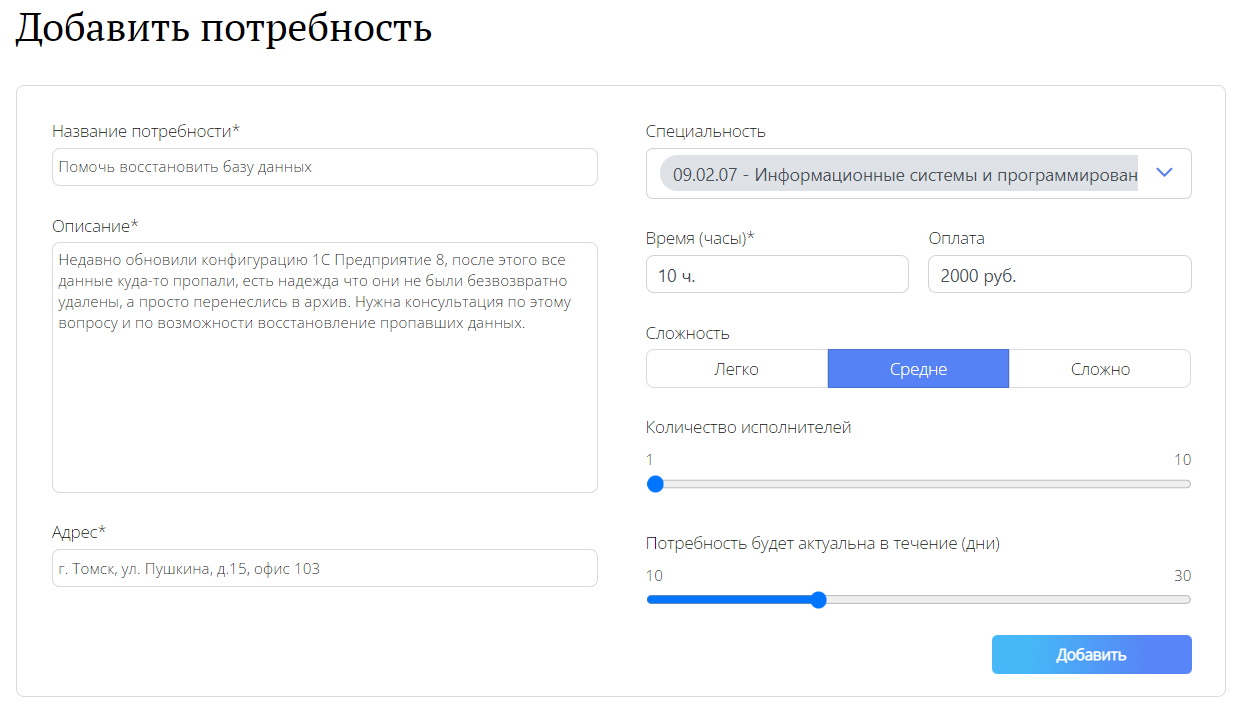 Добавить потребность
Название потребности*
Помочь восстановить базу данных
Описание*
Недавно обновили конфигурацию 1С Предприятие 8, после этого все
данные куда-то пропали, есть надежда что они не были безвозвратно
удалены, а просто перенеслись в архив. Нужна консультация по этому
вопросу и по возможности восстановление пропавших данных.
Адрес*
г. Томск, ул. Пушкина, д.15, офис 103
Специальность
09.02.07 - Информационные системы и программирован
Время (часы)* Оплата
10 ч. 2000 руб.
Сложность
Легко Средне Сложно
Количество исполнителей
1 10
Потребность будет актуальна в течение (дни)
10 30
Добавить